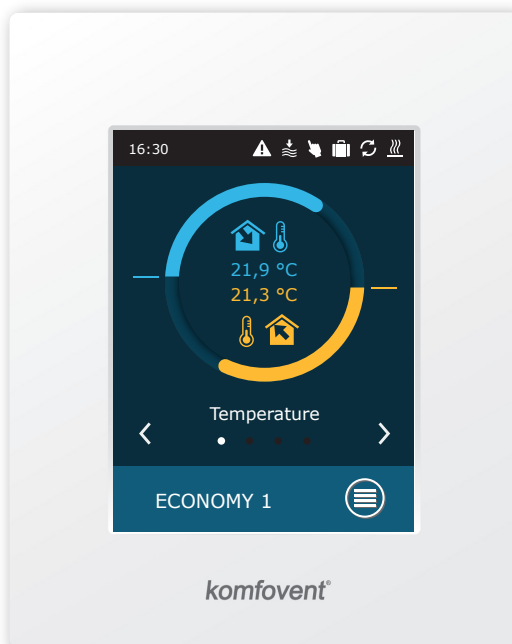 16:30
21,9 °C
21,3 °C
Temperature
ECONOMY 1
komfovent®